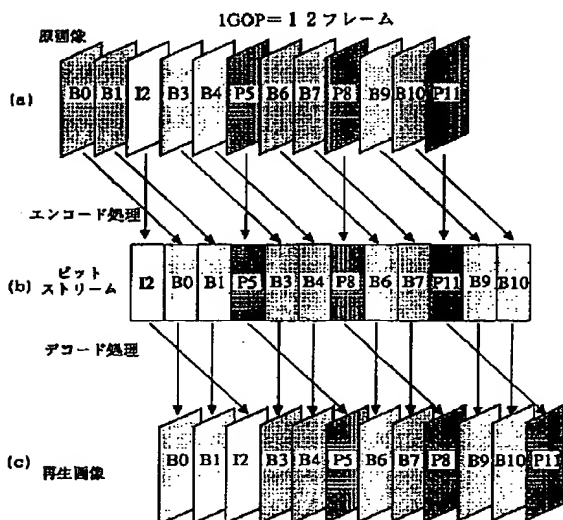 1GOP=12フレーム
原画像
(a)
B0 B1 I2 B3 B4 P5 B6 B7 P8 B9 B10 P11
エンコード処理
(b) ビットストリーム
I2 B0 B1 P5 B3 B4 P8 B6 B7 P11 B9 B10
デコード処理
(c) 再生画像
B0 B1 I2 B3 B4 P5 B6 B7 P8 B9 B10 P11